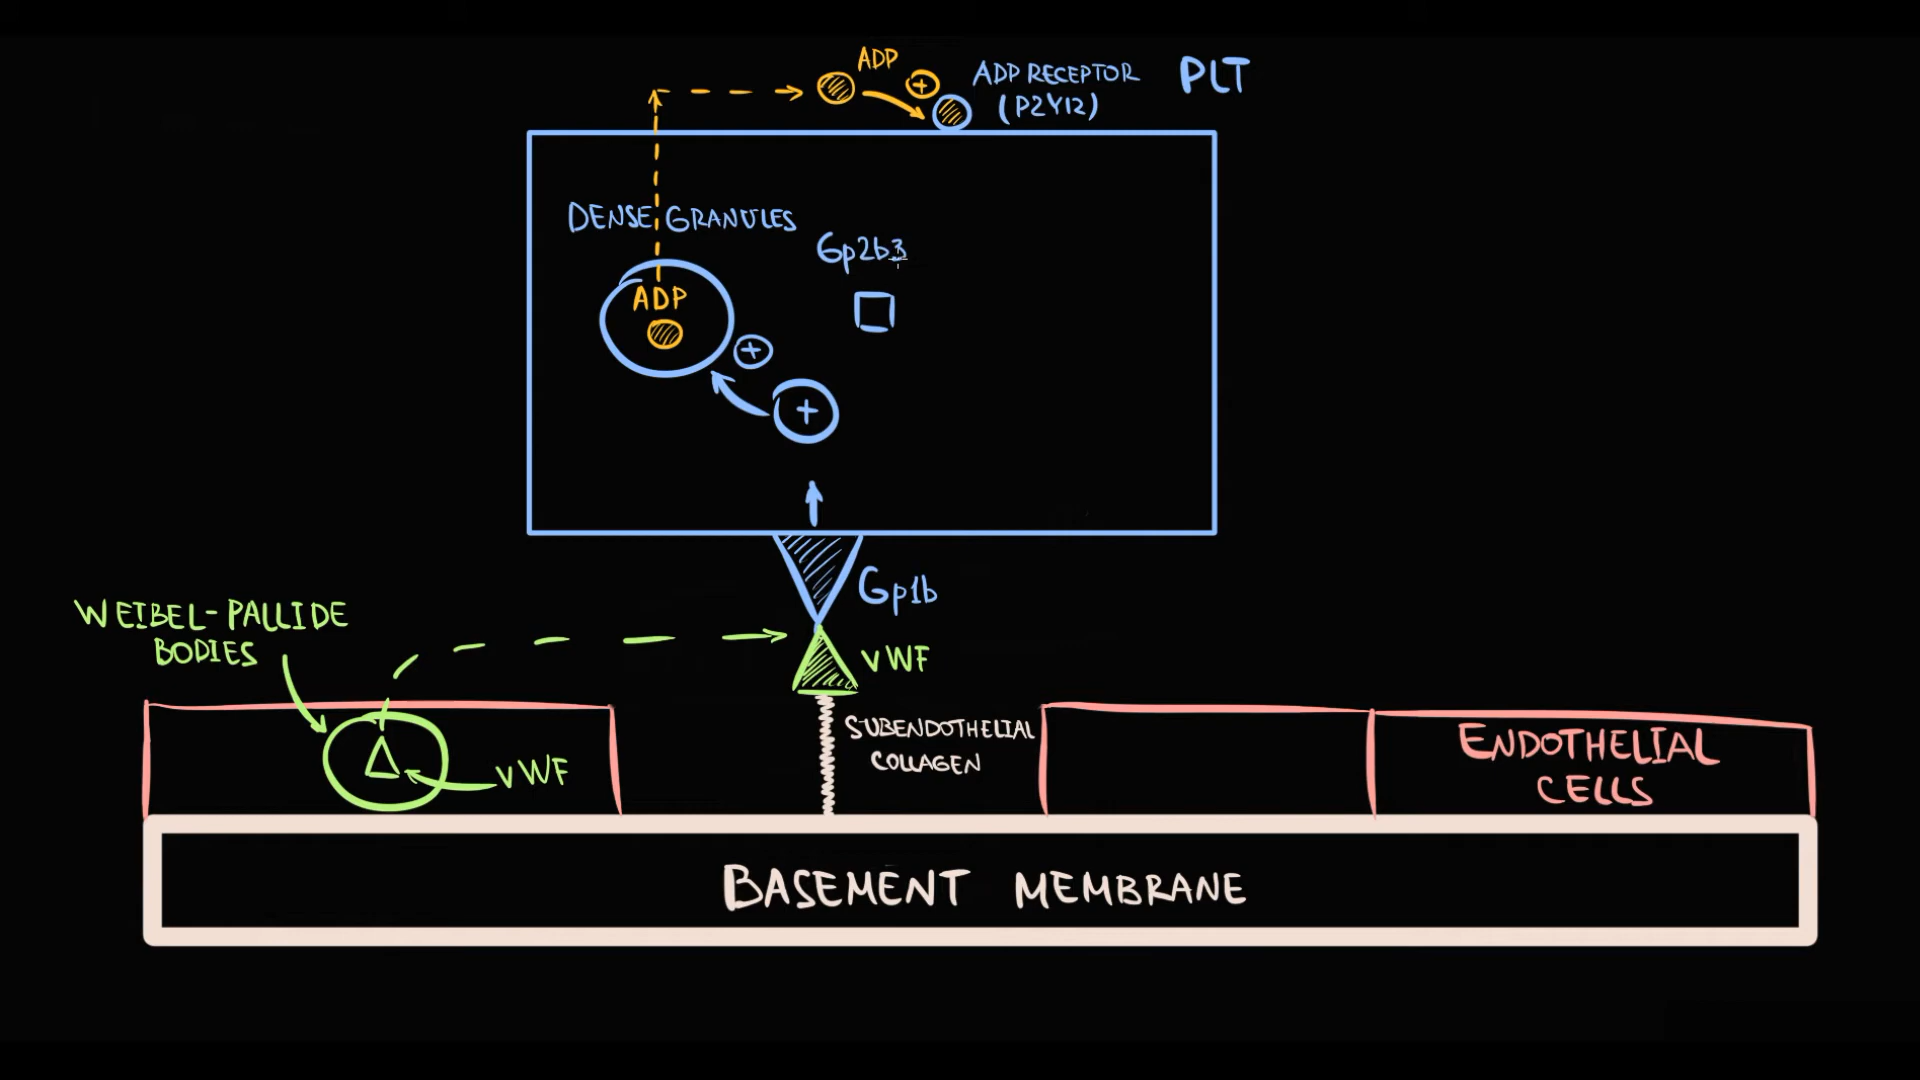 ADP
ADP RECEPTOR
(P2Y12)
PLT
DENSE GRANULES
Gp2b3
ADP
+
+
+
Gp1b
WEIBEL-PALLIDE
BODIES
vWF
SUBENDOTHELIAL
COLLAGEN
vWF
ENDOTHELIAL
CELLS
BASEMENT MEMBRANE